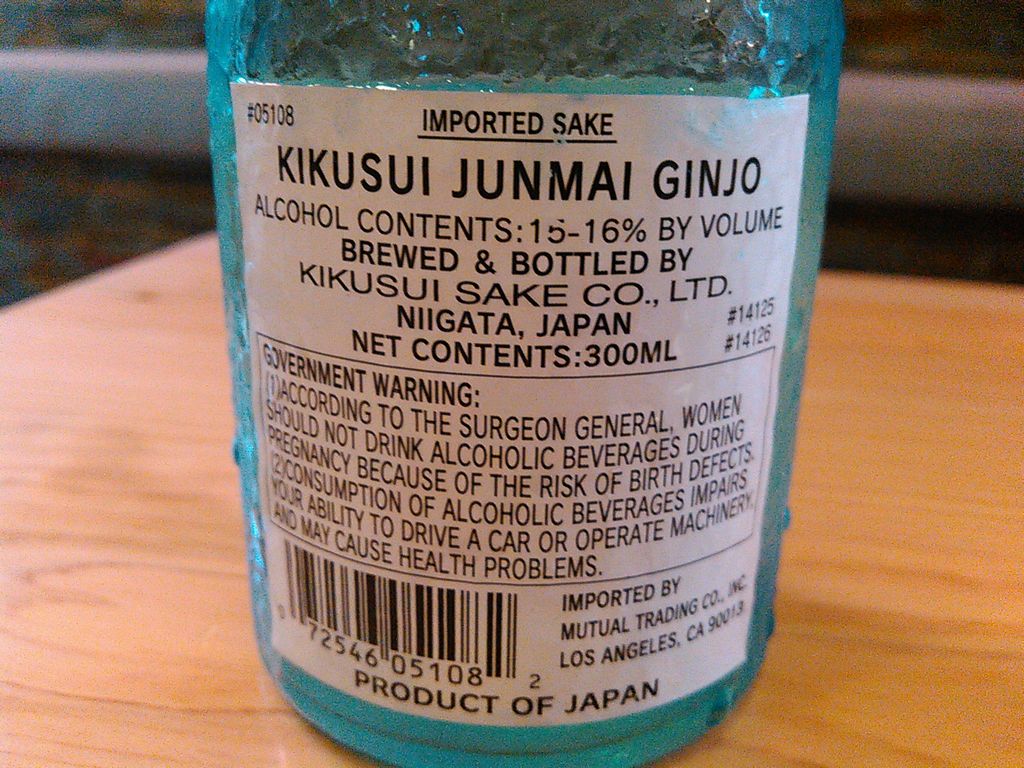 #05108
IMPORTED SAKE
KIKUSUI JUNMAI GINJO
ALCOHOL CONTENTS:15-16% BY VOLUME
BREWED & BOTTLED BY
KIKUSUI SAKE CO., LTD.
NIIGATA, JAPAN
#14125
NET CONTENTS:300ML
#14126
GOVERNMENT WARNING:
(1)ACCORDING TO THE SURGEON GENERAL, WOMEN
SHOULD NOT DRINK ALCOHOLIC BEVERAGES DURING
PREGNANCY BECAUSE OF THE RISK OF BIRTH DEFECTS.
(2)CONSUMPTION OF ALCOHOLIC BEVERAGES IMPAIRS
YOUR ABILITY TO DRIVE A CAR OR OPERATE MACHINERY,
AND MAY CAUSE HEALTH PROBLEMS.
IMPORTED BY
MUTUAL TRADING CO., INC.
LOS ANGELES, CA 90013
0 72546 05108 2
PRODUCT OF JAPAN